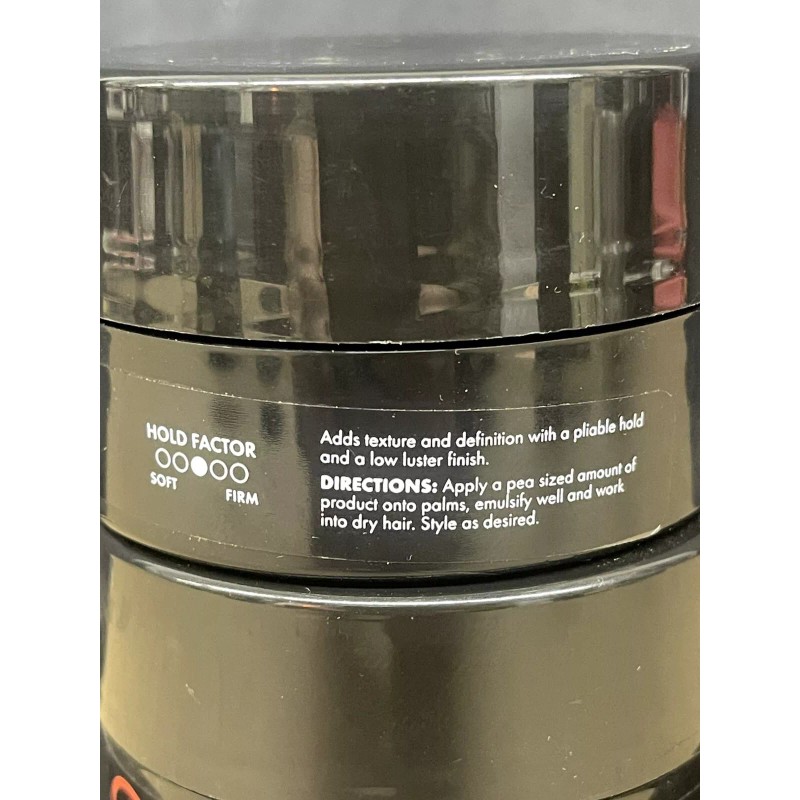 HOLD FACTOR
SOFT FIRM
Adds texture and definition with a pliable hold
and a low luster finish.
DIRECTIONS: Apply a pea sized amount of
product onto palms, emulsify well and work
into dry hair. Style as desired.